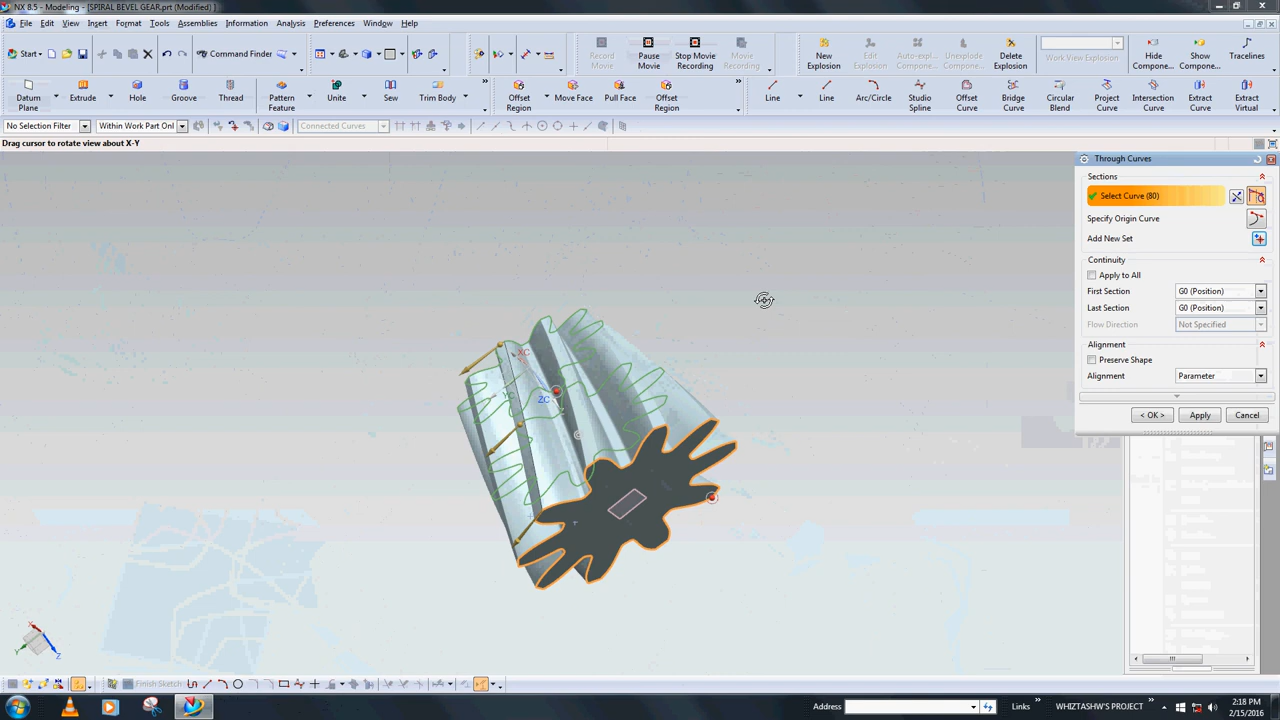 NX 8.5 - Modeling - [SPIRAL BEVEL GEAR.prt (Modified) ]
File Edit View Insert Format Tools Assemblies Information Analysis Preferences Window Help
Start Command Finder
Record Movie
Pause Movie
Stop Movie Recording
Movie Recording
New Explosion
Edit Explosion
Auto-expl... Compone...
Unexplode Compone...
Delete Explosion
Work View Explosion
Hide Compone...
Show Compone...
Tracelines
Datum Plane
Extrude
Hole
Groove
Thread
Pattern Feature
Unite
Sew
Trim Body
Offset Region
Move Face
Pull Face
Offset Region
Line
Line
Arc/Circle
Studio Spline
Offset Curve
Bridge Curve
Circular Blend
Project Curve
Intersection Curve
Extract Curve
Extract Virtual
No Selection Filter
Within Work Part Onl
Connected Curves
Drag cursor to rotate view about X-Y
Through Curves
Sections
Select Curve (80)
Specify Origin Curve
Add New Set
Continuity
Apply to All
First Section G0 (Position)
Last Section G0 (Position)
Flow Direction Not Specified
Alignment
Preserve Shape
Alignment Parameter
< OK > Apply Cancel
XC
YC
ZC
X
Y
Z
Finish Sketch
Address
Links
WHIZTASHW'S PROJECT
2:18 PM
2/15/2016